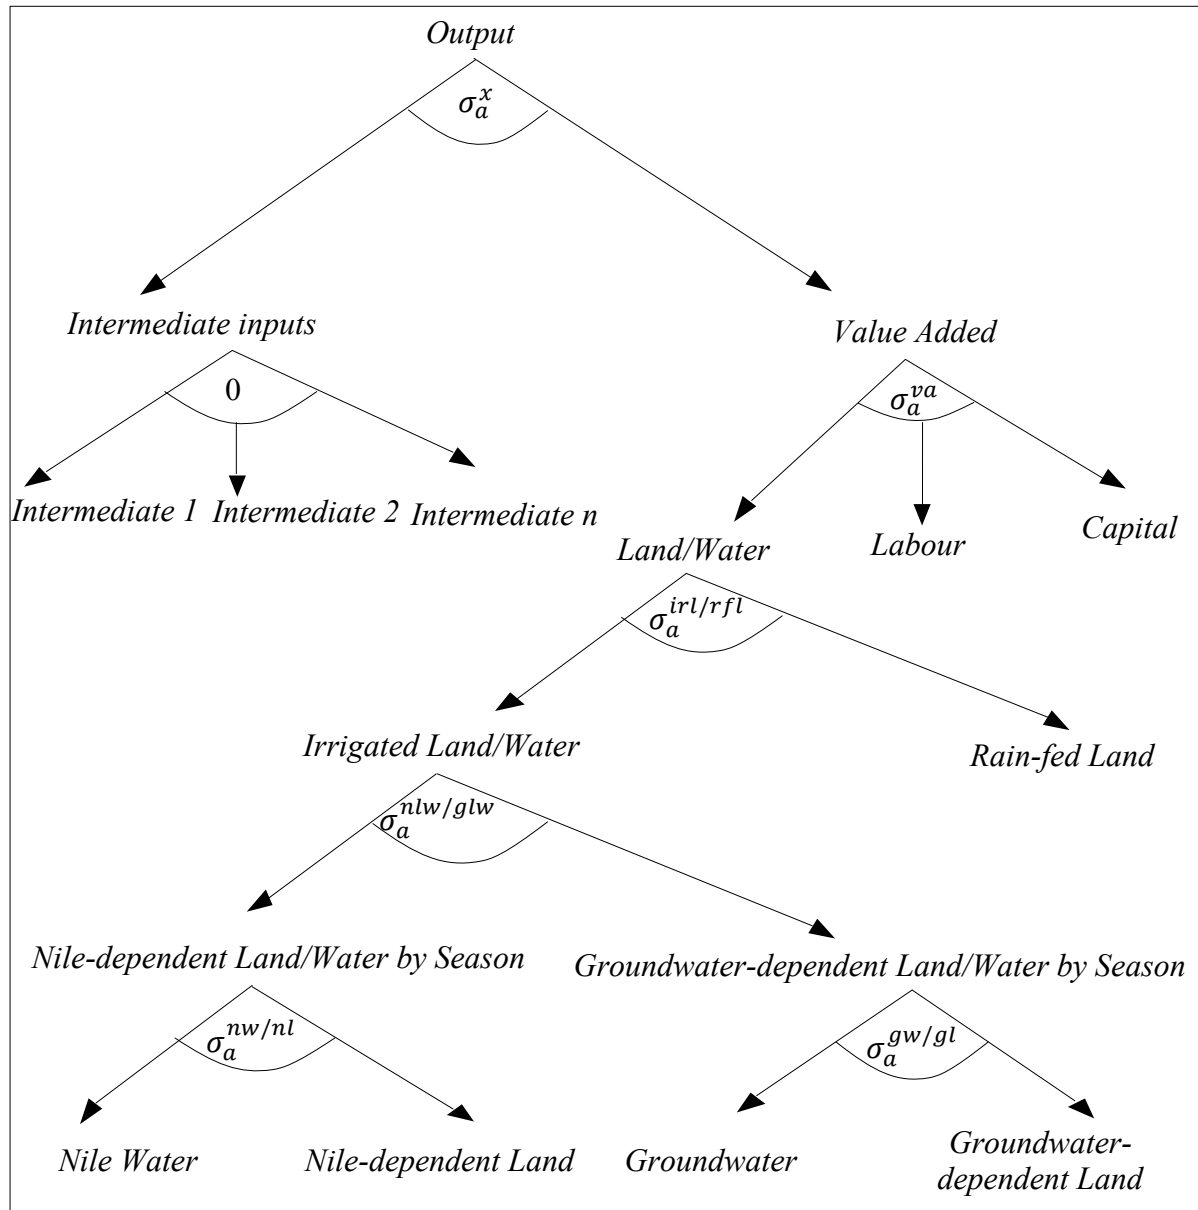 Output
σ_a^x
Intermediate inputs
Value Added
0
σ_a^{va}
Intermediate 1 Intermediate 2 Intermediate n
Land/Water
Labour
Capital
σ_a^{irl/rfl}
Irrigated Land/Water
Rain-fed Land
σ_a^{nlw/glw}
Nile-dependent Land/Water by Season
Groundwater-dependent Land/Water by Season
σ_a^{nw/nl}
σ_a^{gw/gl}
Nile Water
Nile-dependent Land
Groundwater
Groundwater-
dependent Land